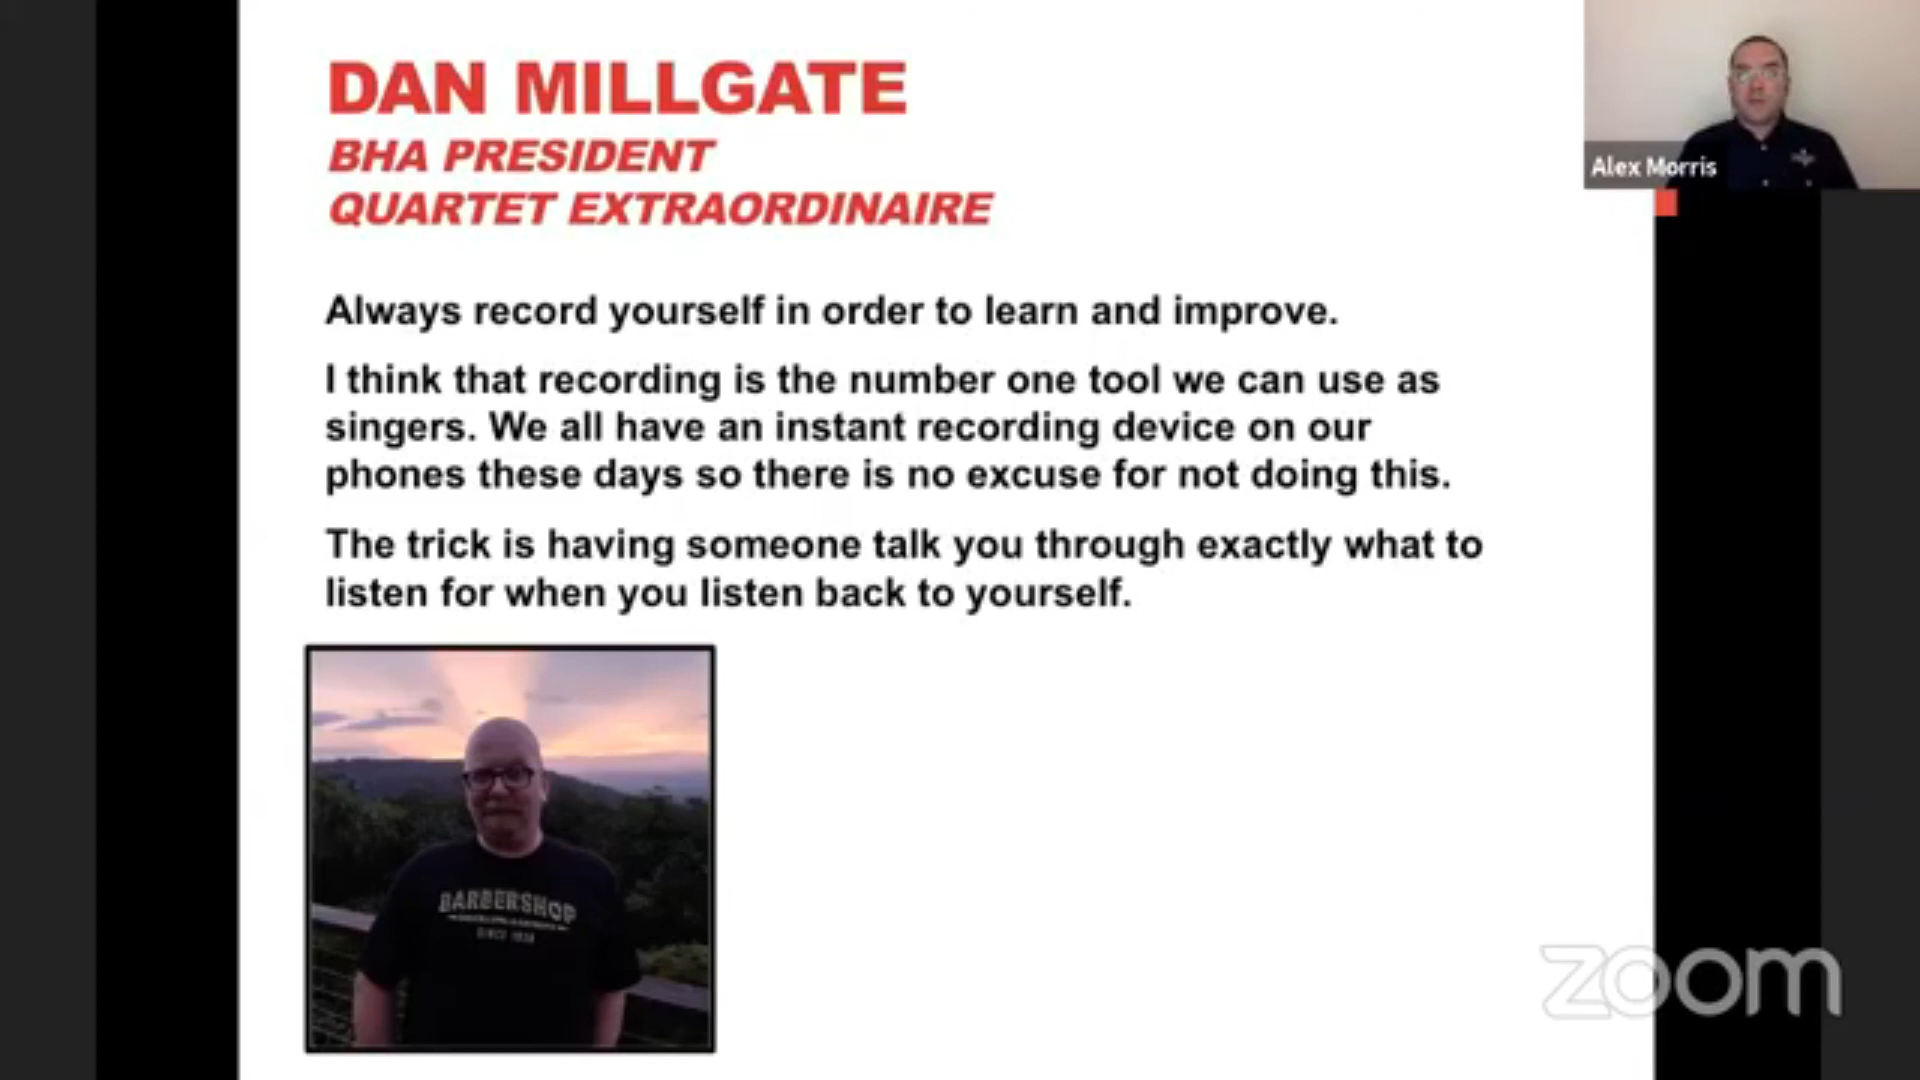 DAN MILLGATE
BHA PRESIDENT
QUARTET EXTRAORDINAIRE
Alex Morris
Always record yourself in order to learn and improve.
I think that recording is the number one tool we can use as
singers. We all have an instant recording device on our
phones these days so there is no excuse for not doing this.
The trick is having someone talk you through exactly what to
listen for when you listen back to yourself.
BARBERSHOP
SINCE 1938
zoom